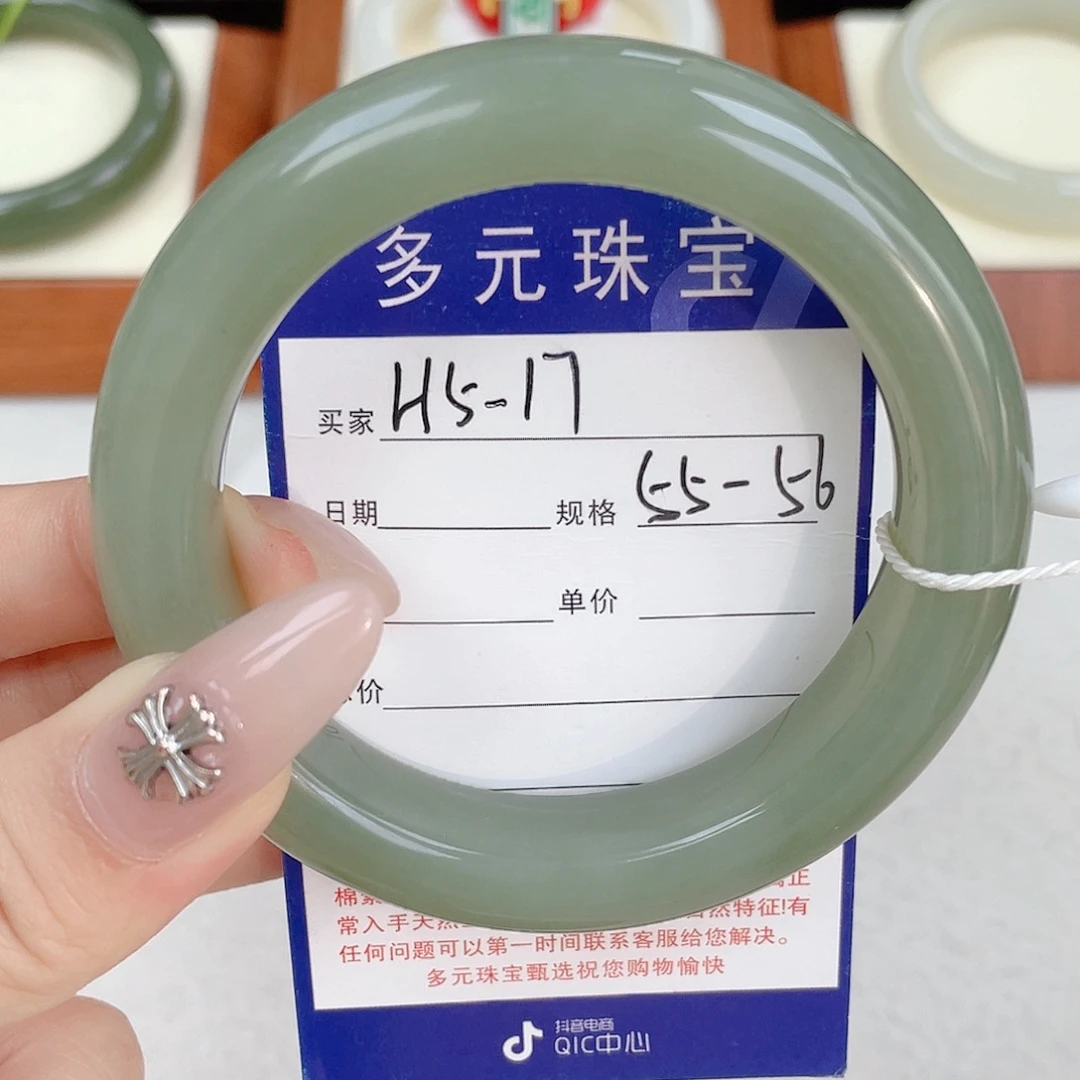 多元珠宝
买家 H5-17
日期 规格 55-56
单价
价
正
常入手天然 自然特征!有
任何问题可以第一时间联系客服给您解决。
多元珠宝甄选祝您购物愉快
抖音电商
QIC中心